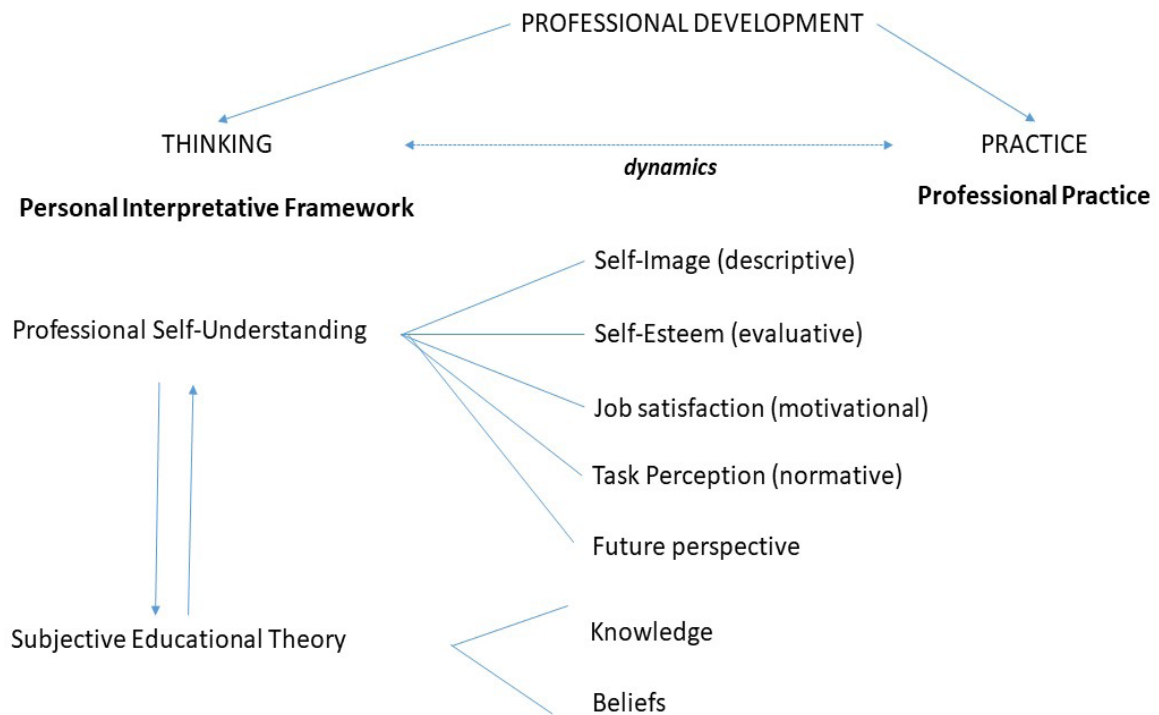 PROFESSIONAL DEVELOPMENT
THINKING
PRACTICE
dynamics
Personal Interpretative Framework
Professional Practice
Self-Image (descriptive)
Professional Self-Understanding
Self-Esteem (evaluative)
Job satisfaction (motivational)
Task Perception (normative)
Future perspective
Subjective Educational Theory
Knowledge
Beliefs